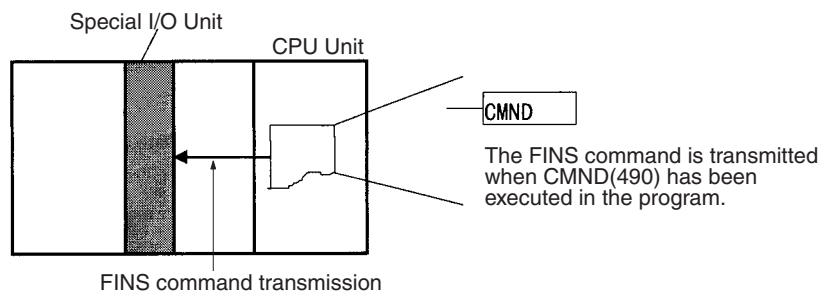 Special I/O Unit
CPU Unit
CMND
The FINS command is transmitted
when CMND(490) has been
executed in the program.
FINS command transmission